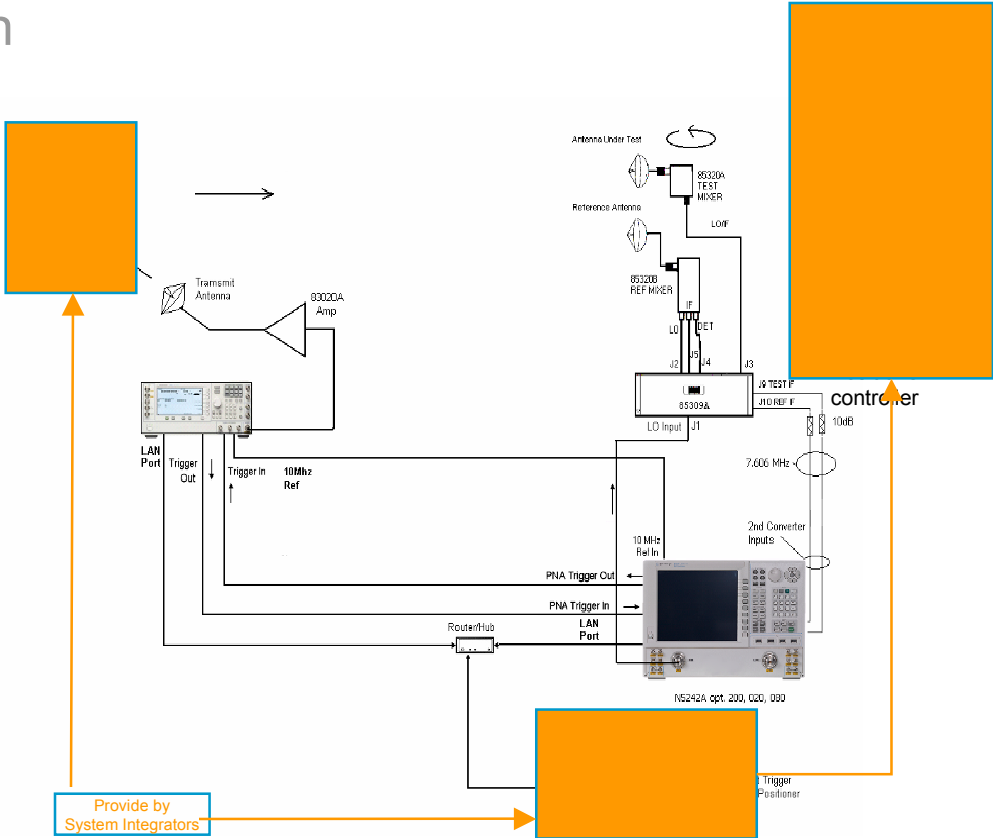 Antenna Under Test
85320A
TEST
MIXER
Reference Antenna
LO/IF
85320B
REF MIXER
IF
LO
DET
J5
J2
J4
J3
Transmit
Antenna
83020A
Amp
J9 TEST IF
J10 REF IF
controller
85309A
10dB
LO Input
J1
LAN
Port
Trigger
Out
Trigger In
10Mhz
Ref
7.606 MHz
2nd Converter
Inputs
10 MHz
Ref In
PNA Trigger Out
PNA Trigger In
LAN
Port
Router/Hub
N5242A opt. 200, 020, 080
Trigger
Positioner
Provide by
System Integrators